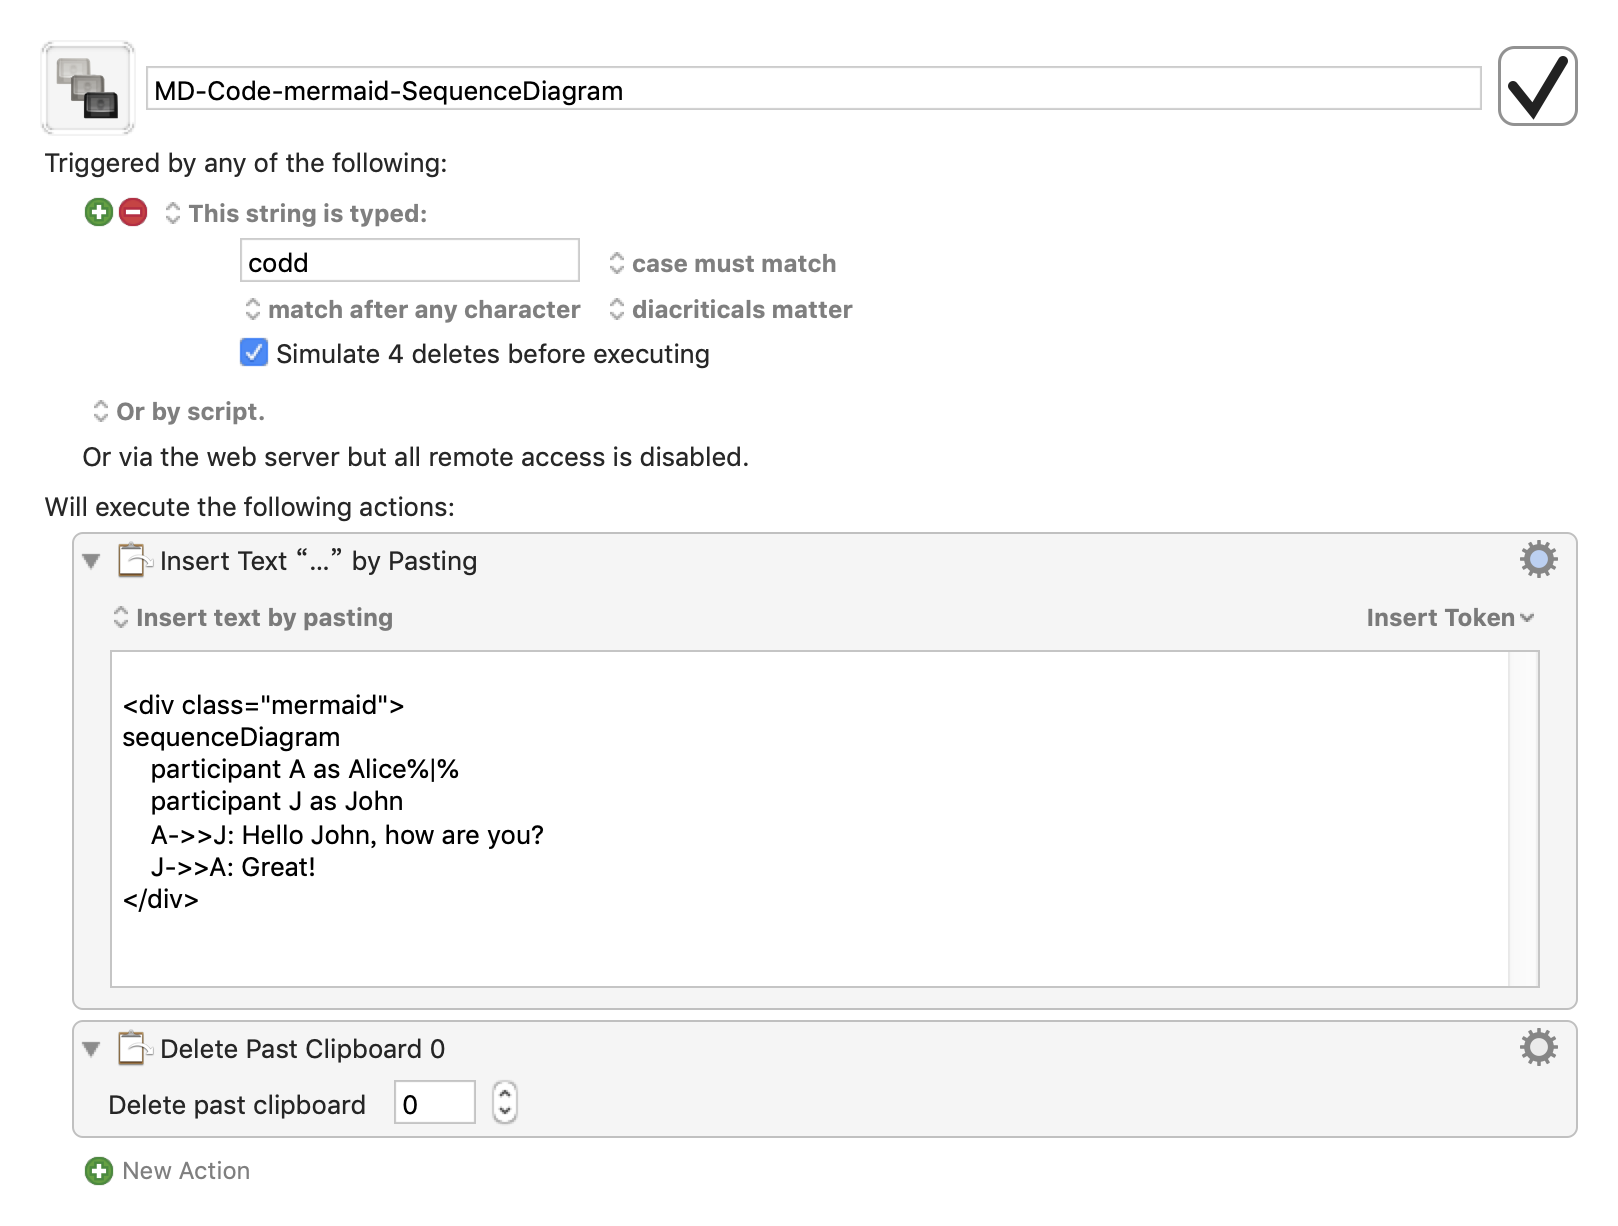 MD-Code-mermaid-SequenceDiagram
Triggered by any of the following:
This string is typed:
codd case must match
match after any character diacriticals matter
Simulate 4 deletes before executing
Or by script.
Or via the web server but all remote access is disabled.
Will execute the following actions:
Insert Text “...” by Pasting
Insert text by pasting Insert Token
<div class="mermaid">
sequenceDiagram
    participant A as Alice%|%
    participant J as John
    A->>J: Hello John, how are you?
    J->>A: Great!
</div>
Delete Past Clipboard 0
Delete past clipboard 0
New Action